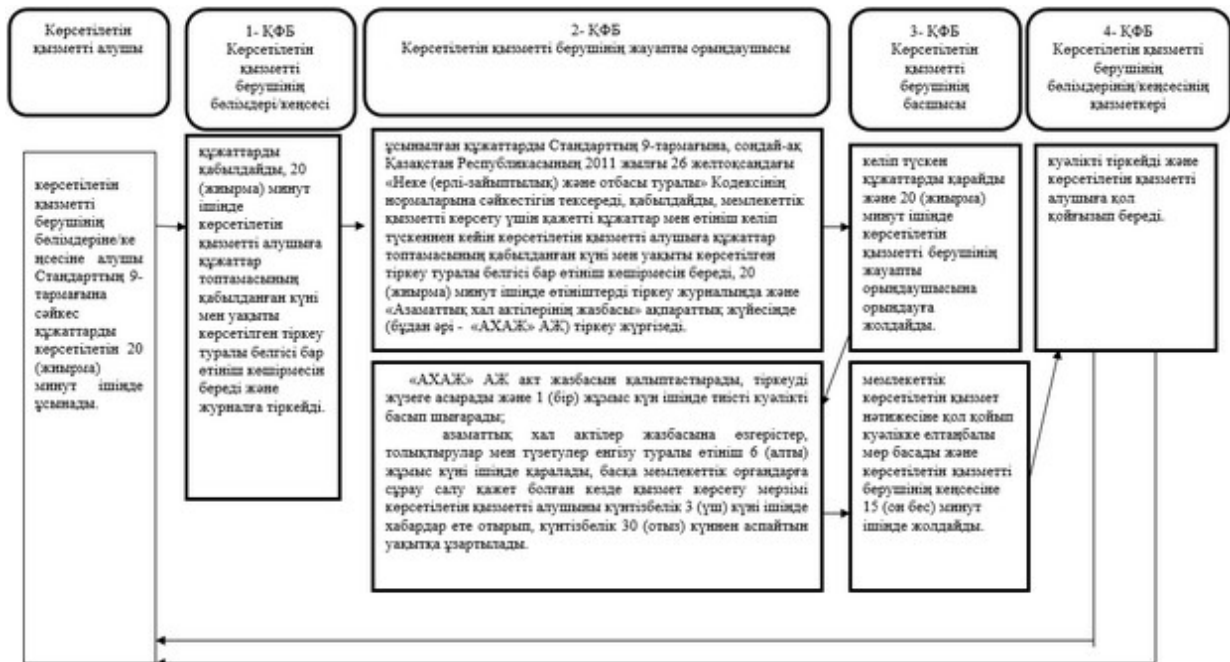 Көрсетілетін
қызметті алушы
1- ҚФБ
Көрсетілетін
қызметті
берушінің
бөлімдері/кеңсесі
2- ҚФБ
Көрсетілетін қызметті берушінің жауапты орындаушысы
3- ҚФБ
Көрсетілетін
қызметті
берушінің
басшысы
4- ҚФБ
Көрсетілетін қызметті
берушінің
бөлімдерінің/кеңсесінің
қызметкері
көрсетілетін
қызметті
берушінің
бөлімдеріне/ке
ңсесіне алушы
Стандарттың 9-
тармағына
сәйкес
құжаттарды
көрсетілетін 20
(жиырма)
минут ішінде
ұсынады.
құжаттарды
қабылдайды, 20
(жиырма) минут
ішінде
көрсетілетін
қызметті алушыға
құжаттар
топтамасының
қабылданған күні
мен уақыты
көрсетілген тіркеу
туралы белгісі бар
өтініш көшірмесін
береді және
журналға тіркейді.
ұсынылған құжаттарды Стандарттың 9-тармағына, сондай-ақ
Қазақстан Республикасының 2011 жылғы 26 желтоқсандағы
«Неке (ерлі-зайыптылық) және отбасы туралы» Кодексінің
нормаларына сәйкестігін тексереді, қабылдайды, мемлекеттік
қызметті көрсету үшін қажетті құжаттар мен өтініш келіп
түскеннен кейін көрсетілетін қызметті алушыға құжаттар
топтамасының қабылданған күні мен уақыты көрсетілген
тіркеу туралы белгісі бар өтініш көшірмесін береді, 20
(жиырма) минут ішінде өтініштерді тіркеу журналында және
«Азаматтық хал актілерінің жазбасы» ақпараттық жүйесінде
(бұдан әрі - «АХАЖ» АЖ) тіркеу жүргізеді.
келіп түскен
құжаттарды қарайды
және 20 (жиырма)
минут ішінде
көрсетілетін
қызметті берушінің
жауапты
орындаушысына
орындауға
жолдайды.
куәлікті тіркейді және
көрсетілетін қызметті
алушыға қол
қойғызып береді.
«АХАЖ» АЖ акт жазбасын қалыптастырады, тіркеуді
жүзеге асырады және 1 (бір) жұмыс күн ішінде тиісті куәлікті
басып шығарады;
азаматтық хал актілер жазбасына өзгерістер,
толықтырулар мен түзетулер енгізу туралы өтініш 6 (алты)
жұмыс күні ішінде қаралады, басқа мемлекеттік органдарға
сұрау салу қажет болған кезде қызмет көрсету мерзімі
көрсетілетін қызметті алушыны күнтізбелік 3 (үш) күні ішінде
хабардар ете отырып, күнтізбелік 30 (отыз) күннен аспайтын
уақытқа ұзартылады.
мемлекеттік
көрсетілетін қызмет
нәтижесіне қол қойып
куәлікке елтаңбалы
мөр басады және
көрсетілетін қызметті
берушінің кеңсесіне
15 (он бес) минут
ішінде жолдайды.